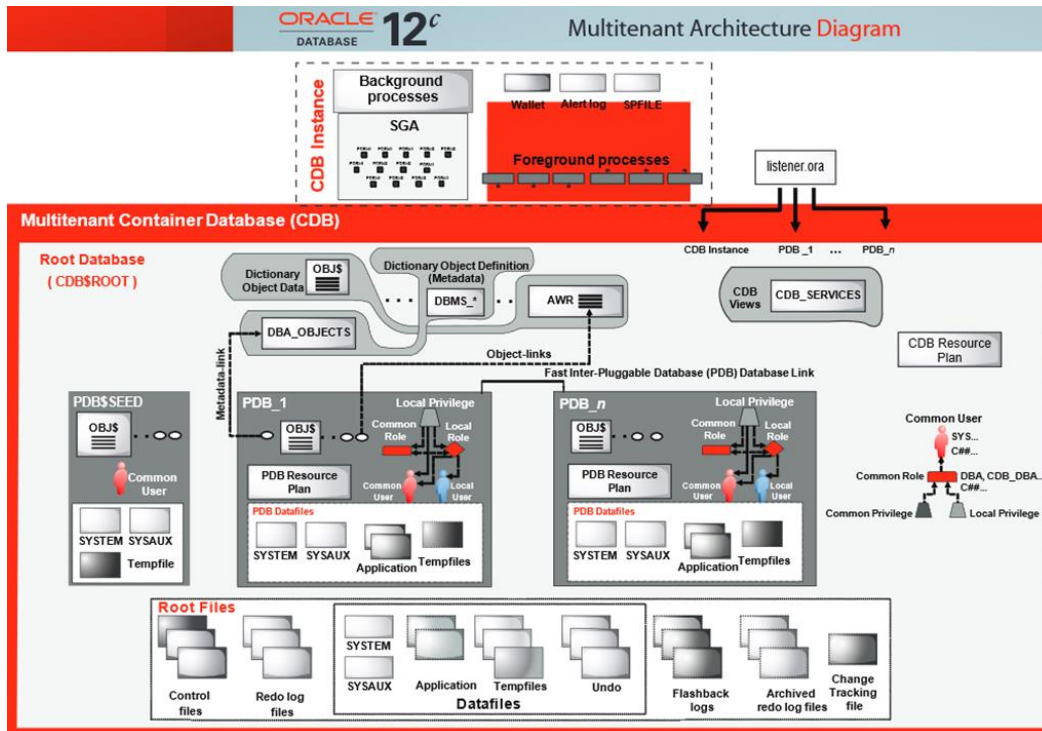 ORACLE
DATABASE
12c
Multitenant Architecture Diagram
CDB Instance
Background
processes
SGA
Wallet
Alert log
SPFILE
Foreground processes
listener.ora
Multitenant Container Database (CDB)
CDB Instance
PDB_1
...
PDB_n
Root Database
( CDB$ROOT )
Dictionary
Object Data
OBJ$
Dictionary Object Definition
(Metadata)
DBMS_*
AWR
DBA_OBJECTS
CDB
Views
CDB_SERVICES
CDB Resource
Plan
Metadata-link
Object-links
Fast Inter-Pluggable Database (PDB) Database Link
PDB$SEED
OBJ$
Common
User
SYSTEM
SYSAUX
Tempfile
PDB_1
Local Privilege
OBJ$
Common
Role
Local
Role
PDB Resource
Plan
Common
User
Local
User
PDB Datafiles
SYSTEM
SYSAUX
Application
Tempfiles
PDB_n
Local Privilege
OBJ$
Common
Role
Local
Role
PDB Resource
Plan
Common
User
Local
User
PDB Datafiles
SYSTEM
SYSAUX
Application
Tempfiles
Common User
SYS...
C##...
Common Role
DBA, CDB_DBA..
C##...
Common Privilege
Local Privilege
Root Files
Control
files
Redo log
files
SYSTEM
SYSAUX
Application
Tempfiles
Undo
Datafiles
Flashback
logs
Archived
redo log files
Change
Tracking
file